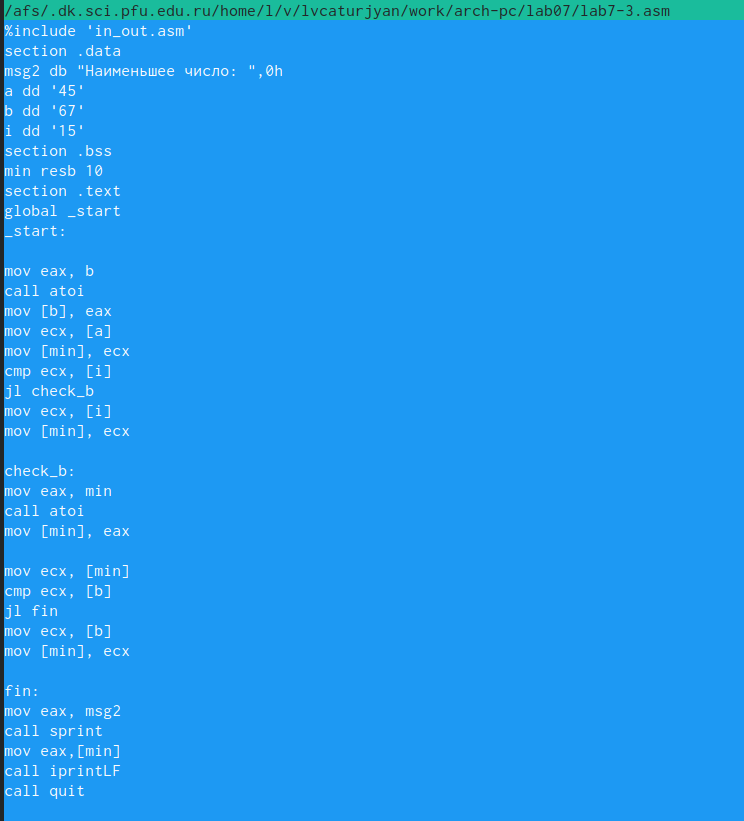 /afs/.dk.sci.pfu.edu.ru/home/l/v/lvcaturjyan/work/arch-pc/lab07/lab7-3.asm
%include 'in_out.asm'
section .data
msg2 db "Наименьшее число: ",0h
a dd '45'
b dd '67'
i dd '15'
section .bss
min resb 10
section .text
global _start
_start:

mov eax, b
call atoi
mov [b], eax
mov ecx, [a]
mov [min], ecx
cmp ecx, [i]
jl check_b
mov ecx, [i]
mov [min], ecx

check_b:
mov eax, min
call atoi
mov [min], eax

mov ecx, [min]
cmp ecx, [b]
jl fin
mov ecx, [b]
mov [min], ecx

fin:
mov eax, msg2
call sprint
mov eax,[min]
call iprintLF
call quit